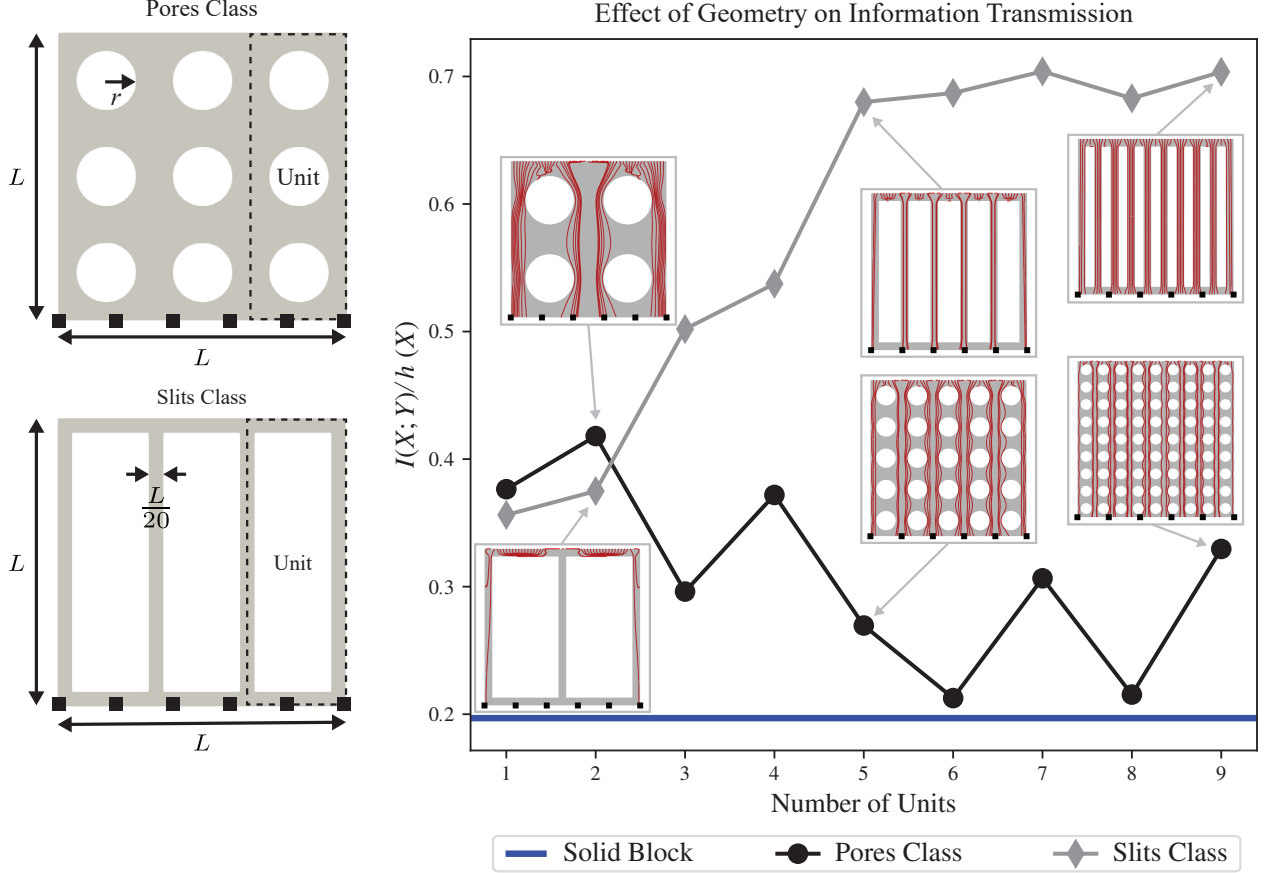 Pores Class
r
L
Unit
L
Slits Class
L
L
20
Unit
L
Effect of Geometry on Information Transmission
I(X; Y)/h (X)
0.7
0.6
0.5
0.4
0.3
0.2
1 2 3 4 5 6 7 8 9
Number of Units
Solid Block Pores Class Slits Class